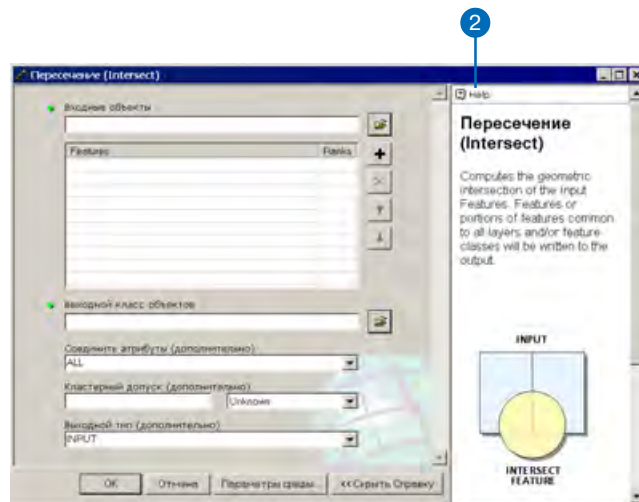 2
Пересечение (Intersect)
Входные объекты
Features Ranks
Выходной класс объектов
Соединить атрибуты (дополнительно)
ALL
Кластерный допуск (дополнительно)
Unknown
Выходной тип (дополнительно)
INPUT
OK Отмена Параметры среды... <<Скрыть Справку
Help
Пересечение
(Intersect)
Computes the geometric
intersection of the Input
Features. Features or
portions of features common
to all layers and/or feature
classes will be written to the
output.
INPUT
INTERSECT
FEATURE